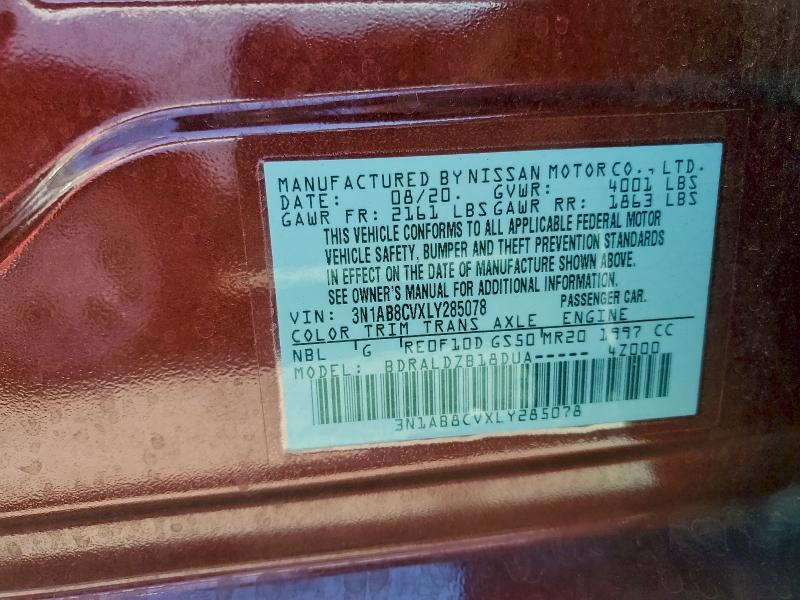 MANUFACTURED BY NISSAN MOTOR CO., LTD.
DATE: 08/20. GVWR: 4001 LBS
GAWR FR: 2161 LBS GAWR RR: 1863 LBS
THIS VEHICLE CONFORMS TO ALL APPLICABLE FEDERAL MOTOR
VEHICLE SAFETY, BUMPER AND THEFT PREVENTION STANDARDS
IN EFFECT ON THE DATE OF MANUFACTURE SHOWN ABOVE.
SEE OWNER'S MANUAL FOR ADDITIONAL INFORMATION.
VIN: 3N1AB8CVXLY285078 PASSENGER CAR.
COLOR TRIM TRANS AXLE ENGINE
NBL G RE0F10D GS50 MR20 1997 CC
MODEL: BDRALDZB18DUA----- 4Z000
3N1AB8CVXLY285078